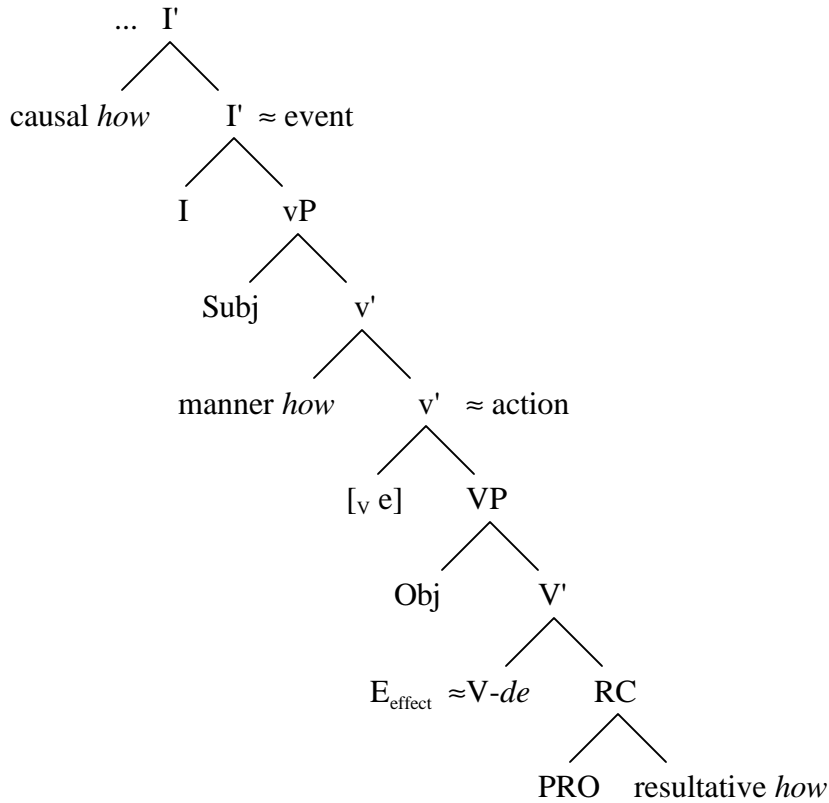 ... I'
causal how I' ≈ event
I vP
Subj v'
manner how v' ≈ action
[v e] VP
Obj V'
Eeffect ≈V-de RC
PRO resultative how